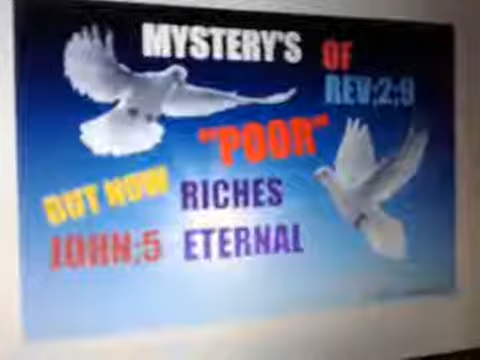 MYSTERY'S OF
REV;2;9
"POOR"
BUT NOW RICHES
JOHN;5 ETERNAL